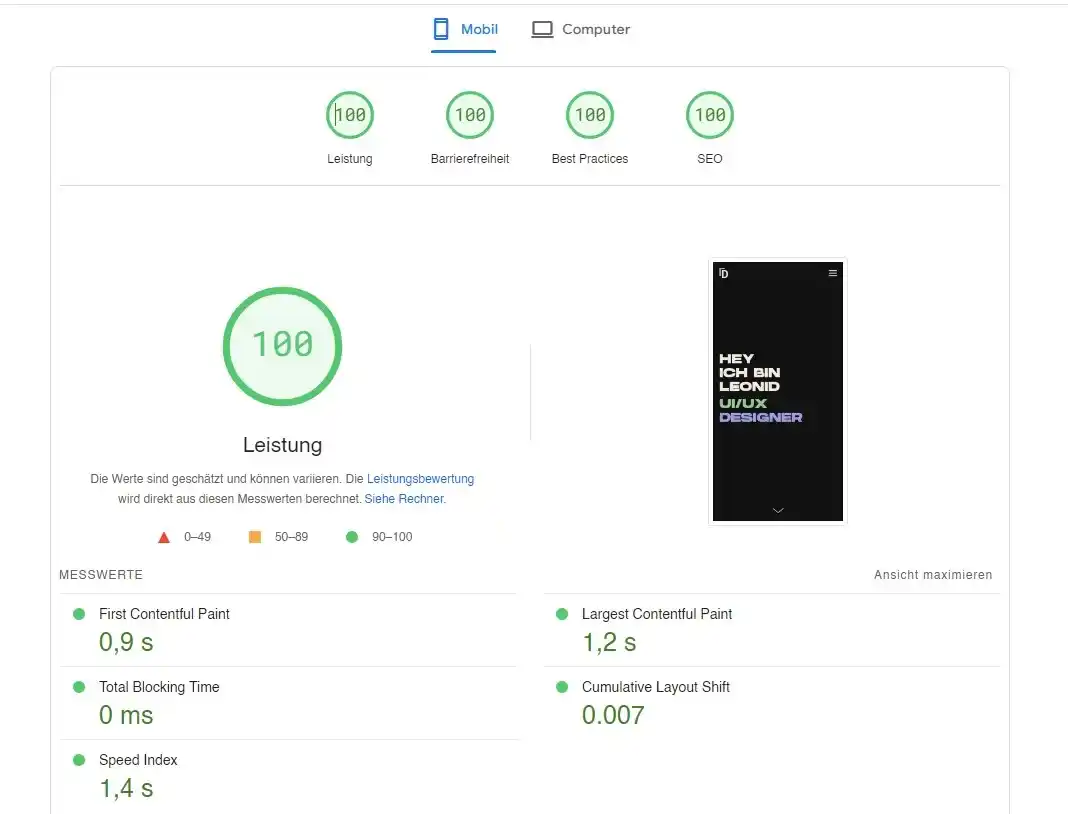 Mobil
Computer
100
100
100
100
Leistung
Barrierefreiheit
Best Practices
SEO
100
Leistung
Die Werte sind geschätzt und können variieren. Die Leistungsbewertung
wird direkt aus diesen Messwerten berechnet. Siehe Rechner.
0–49
50–89
90–100
HEY
ICH BIN
LEONID
UI/UX
DESIGNER
MESSWERTE
Ansicht maximieren
First Contentful Paint
0,9 s
Largest Contentful Paint
1,2 s
Total Blocking Time
0 ms
Cumulative Layout Shift
0.007
Speed Index
1,4 s